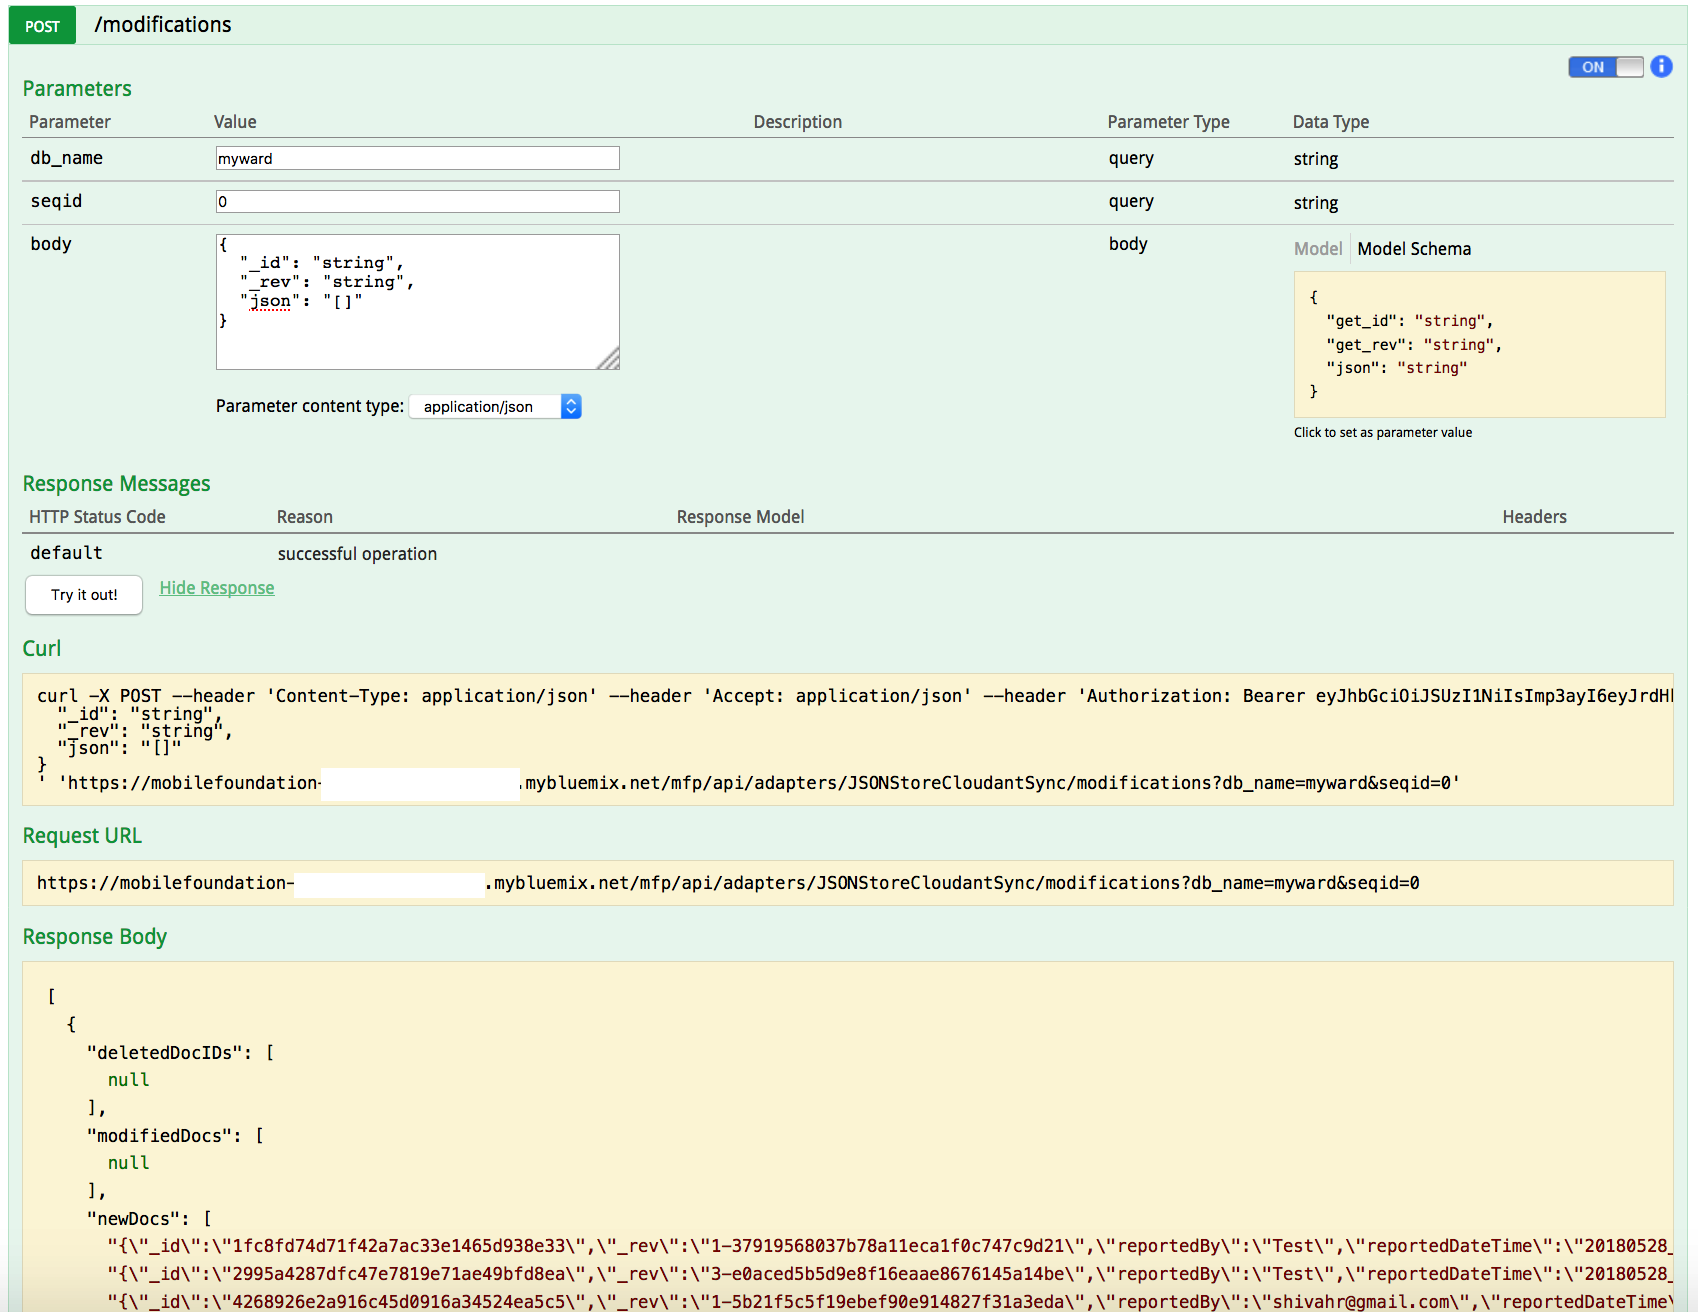 POST /modifications
ON i
Parameters
Parameter Value Description Parameter Type Data Type
db_name myward query string
seqid 0 query string
body { body Model Model Schema
"_id": "string",
"_rev": "string",
"json": "[]"
}
{
"get_id": "string",
"get_rev": "string",
"json": "string"
}
Parameter content type: application/json
Click to set as parameter value
Response Messages
HTTP Status Code Reason Response Model Headers
default successful operation
Try it out! Hide Response
Curl
curl -X POST --header 'Content-Type: application/json' --header 'Accept: application/json' --header 'Authorization: Bearer eyJhbGciOiJSUzI1NiIsImp3ayI6eyJrdHl
"_id": "string",
"_rev": "string",
"json": "[]"
}
' 'https://mobilefoundation- .mybluemix.net/mfp/api/adapters/JSONStoreCloudantSync/modifications?db_name=myward&seqid=0'
Request URL
https://mobilefoundation- .mybluemix.net/mfp/api/adapters/JSONStoreCloudantSync/modifications?db_name=myward&seqid=0
Response Body
[
{
"deletedDocIDs": [
null
],
"modifiedDocs": [
null
],
"newDocs": [
"{\"_id\":\"1fc8fd74d71f42a7ac33e1465d938e33\",\"_rev\":\"1-37919568037b78a11eca1f0c747c9d21\",\"reportedBy\":\"Test\",\"reportedDateTime\":\"20180528_
"{\"_id\":\"2995a4287dfc47e7819e71ae49bfd8ea\",\"_rev\":\"3-e0aced5b5d9e8f16eaae8676145a14be\",\"reportedBy\":\"Test\",\"reportedDateTime\":\"20180528_
"{\"_id\":\"4268926e2a916c45d0916a34524ea5c5\",\"_rev\":\"1-5b21f5c5f19ebef90e914827f31a3eda\",\"reportedBy\":\"shivahr@gmail.com\",\"reportedDateTime\